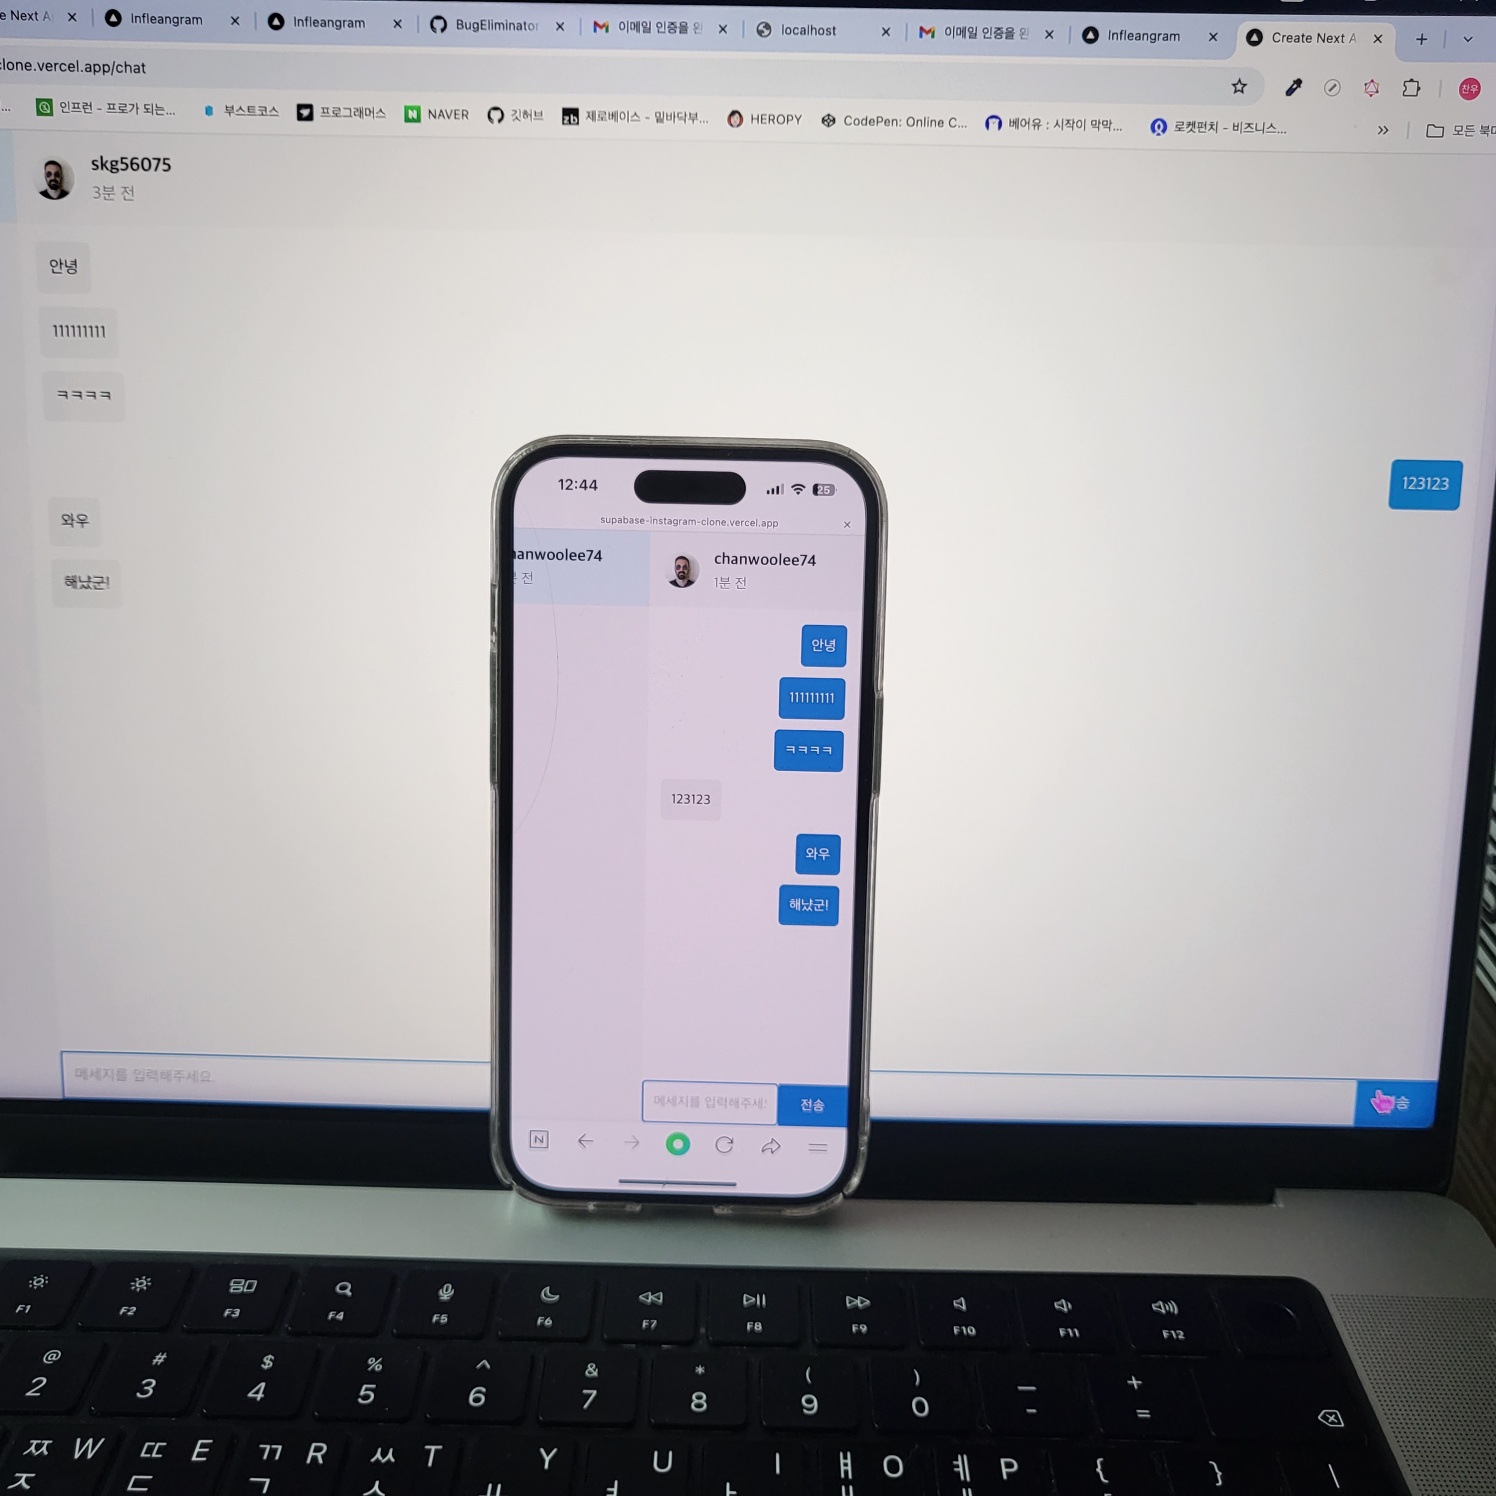 e Next A
Infleangram
Infleangram
BugEliminator
이메일 인증을 완
localhost
이메일 인증을 완
Infleangram
Create Next A
clone.vercel.app/chat
찬우
...
인프런 - 프로가 되는...
부스트코스
프로그래머스
NAVER
깃허브
제로베이스 - 밑바닥부...
HEROPY
CodePen: Online C...
베어유 : 시작이 막막...
로켓펀치 - 비즈니스...
»
모든 북마
skg56075
3분 전
안녕
111111111
ㅋㅋㅋㅋ
123123
와우
해냈군!
메세지를 입력해주세요.
송
12:44
25
supabase-instagram-clone.vercel.app
hanwoolee74
분 전
chanwoolee74
1분 전
안녕
111111111
ㅋㅋㅋㅋ
123123
와우
해냈군!
메세지를 입력해주세요
전송
N
F1 F2 F3 F4 F5 F6 F7 F8 F9 F10 F11 F12
@ # $ % ^ & * ( ) — +
2 3 4 5 6 7 8 9 0 - =
ㅉ W ㄸ E ㄲ R ㅆ T Y U I ㅒ O ㅖ P { }
ㅈ ㄷ ㄱ ㅅ ㅛ ㅕ ㅑ ㅐ ㅔ \